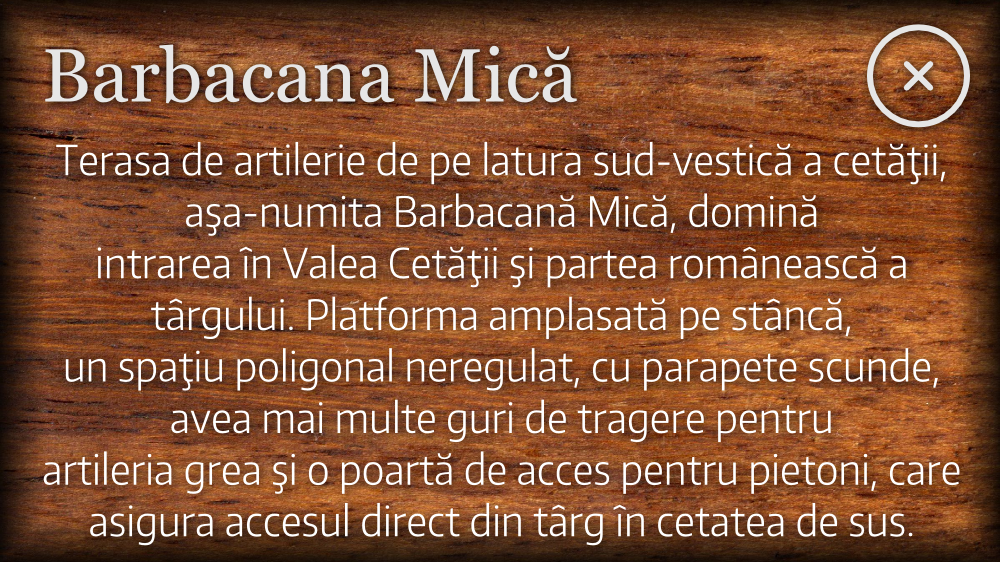 Barbacana Mică
Terasa de artilerie de pe latura sud-vestică a cetăţii,
aşa-numita Barbacană Mică, domină
intrarea în Valea Cetăţii şi partea românească a
târgului. Platforma amplasată pe stâncă,
un spaţiu poligonal neregulat, cu parapete scunde,
avea mai multe guri de tragere pentru
artileria grea şi o poartă de acces pentru pietoni, care
asigura accesul direct din târg în cetatea de sus.